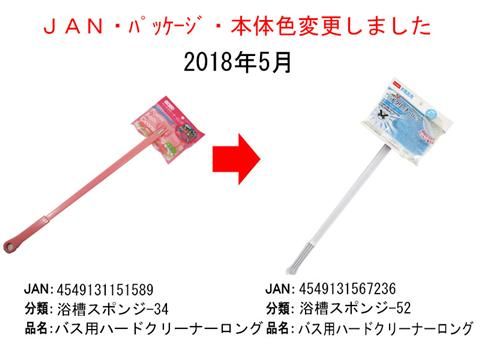 ＪＡＮ・ﾊﾟｯｹｰｼﾞ・本体色変更しました
2018年5月
JAN: 4549131151589
分類: 浴槽スポンジ-34
品名: バス用ハードクリーナーロング
JAN: 4549131567236
分類: 浴槽スポンジ-52
品名: バス用ハードクリーナーロング